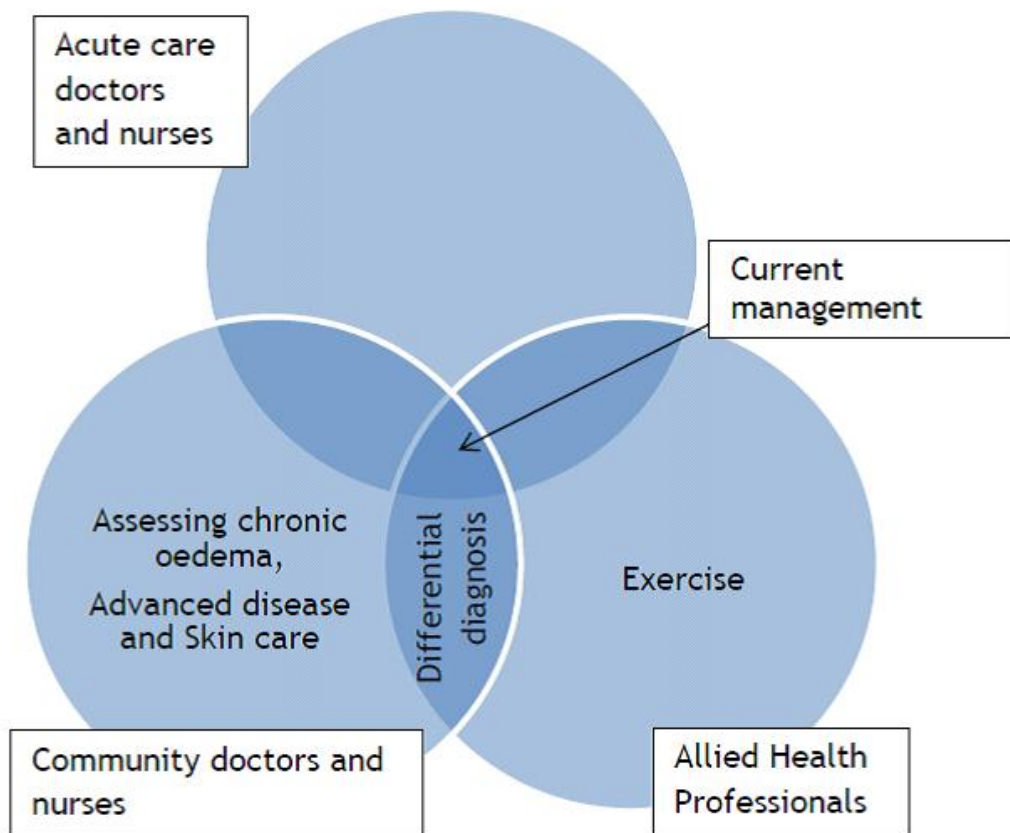 Acute care
doctors
and nurses
Current
management
Assessing chronic
oedema,
Advanced disease
and Skin care
Differential
diagnosis
Exercise
Community doctors and
nurses
Allied Health
Professionals